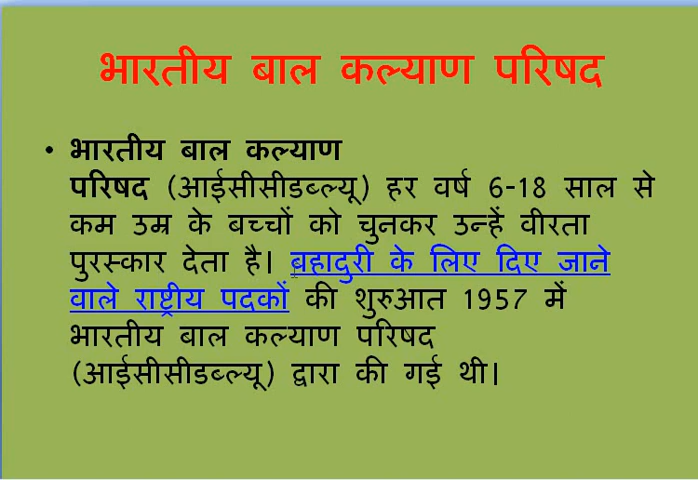 भारतीय बाल कल्याण परिषद
• भारतीय बाल कल्याण
परिषद (आईसीसीडब्ल्यू) हर वर्ष 6-18 साल से
कम उम्र के बच्चों को चुनकर उन्हें वीरता
पुरस्कार देता है। बहादुरी के लिए दिए जाने
वाले राष्ट्रीय पदकों की शुरुआत 1957 में
भारतीय बाल कल्याण परिषद
(आईसीसीडब्ल्यू) द्वारा की गई थी।